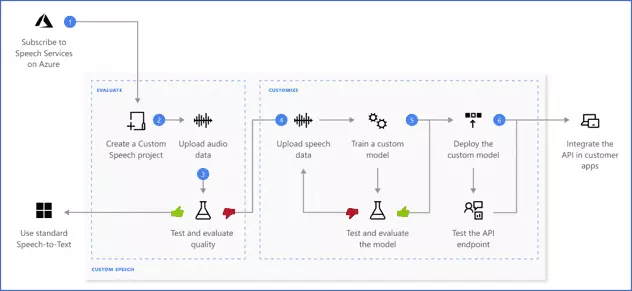 1
Subscribe to
Speech Services
on Azure
EVALUATE
CUSTOMIZE
2
4
5
6
Create a Custom
Speech project
Upload audio
data
Upload speech
data
Train a custom
model
Deploy the
custom model
Integrate the
API in customer
apps
3
Use standard
Speech-to-Text
Test and evaluate
quality
Test and evaluate
the model
Test the API
endpoint
CUSTOM SPEECH